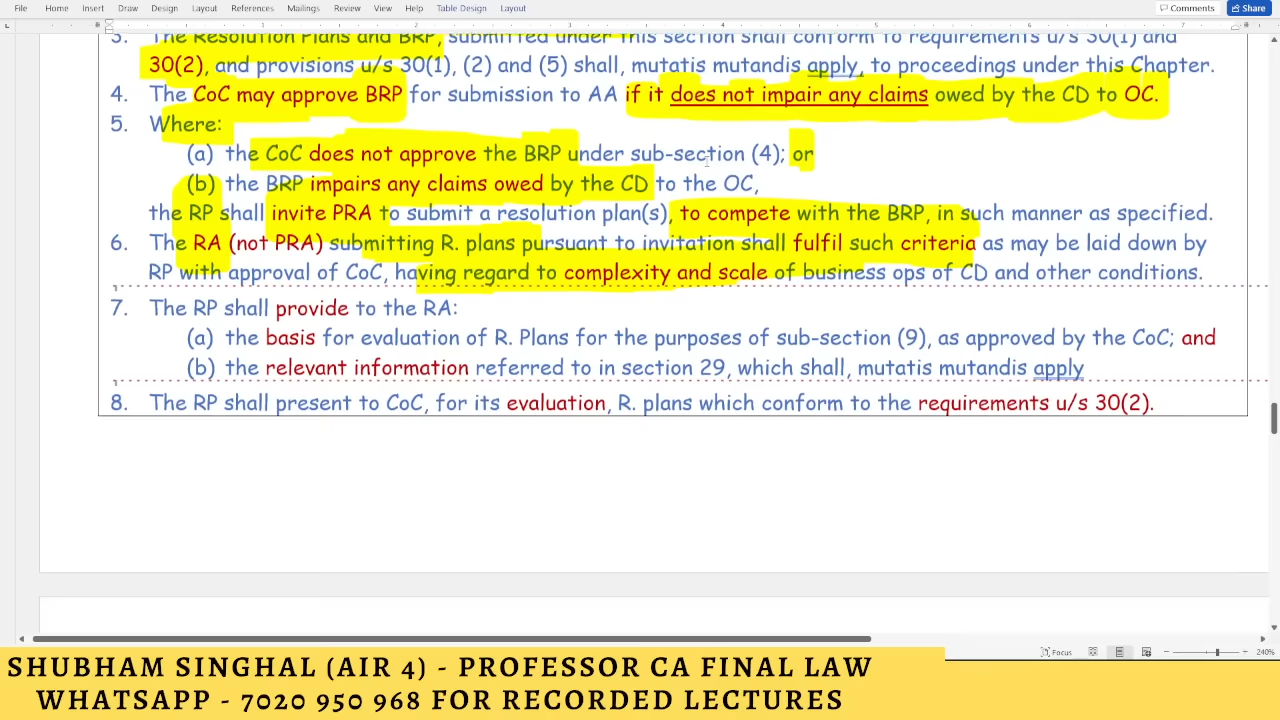 File Home Insert Draw Design Layout References Mailings Review View Help Table Design Layout Comments Share
1 2 3 4 5 6 7
3. The Resolution Plans and BRP, submitted under this section shall conform to requirements u/s 30(1) and
30(2), and provisions u/s 30(1), (2) and (5) shall, mutatis mutandis apply, to proceedings under this Chapter.
4. The CoC may approve BRP for submission to AA if it does not impair any claims owed by the CD to OC.
5. Where:
(a) the CoC does not approve the BRP under sub-section (4); or
(b) the BRP impairs any claims owed by the CD to the OC,
the RP shall invite PRA to submit a resolution plan(s), to compete with the BRP, in such manner as specified.
6. The RA (not PRA) submitting R. plans pursuant to invitation shall fulfil such criteria as may be laid down by
RP with approval of CoC, having regard to complexity and scale of business ops of CD and other conditions.
7. The RP shall provide to the RA:
(a) the basis for evaluation of R. Plans for the purposes of sub-section (9), as approved by the CoC; and
(b) the relevant information referred to in section 29, which shall, mutatis mutandis apply
8. The RP shall present to CoC, for its evaluation, R. plans which conform to the requirements u/s 30(2).
Focus 240%
SHUBHAM SINGHAL (AIR 4) - PROFESSOR CA FINAL LAW
WHATSAPP - 7020 950 968 FOR RECORDED LECTURES